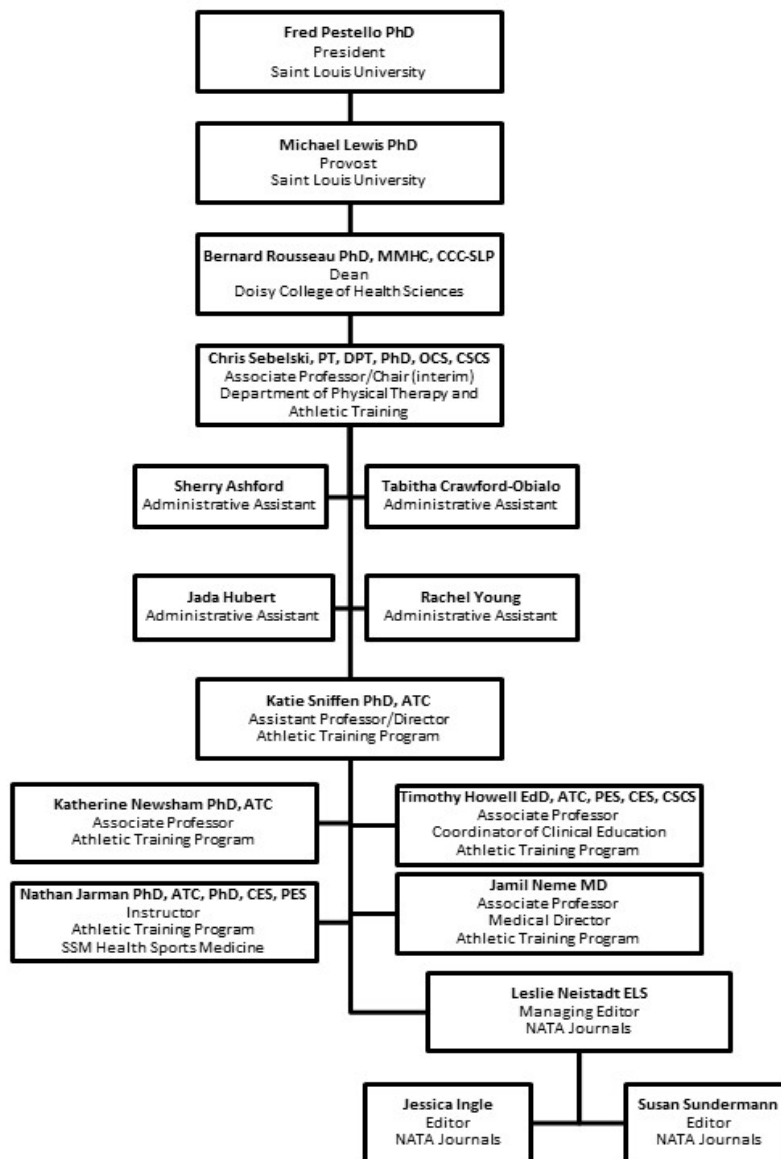 Fred Pestello PhD
President
Saint Louis University
Michael Lewis PhD
Provost
Saint Louis University
Bernard Rousseau PhD, MMHC, CCC-SLP
Dean
Doisy College of Health Sciences
Chris Sebelski, PT, DPT, PhD, OCS, CSCS
Associate Professor/Chair (interim)
Department of Physical Therapy and
Athletic Training
Sherry Ashford
Administrative Assistant
Tabitha Crawford-Obialo
Administrative Assistant
Jada Hubert
Administrative Assistant
Rachel Young
Administrative Assistant
Katie Sniffen PhD, ATC
Assistant Professor/Director
Athletic Training Program
Katherine Newsham PhD, ATC
Associate Professor
Athletic Training Program
Timothy Howell EdD, ATC, PES, CES, CSCS
Associate Professor
Coordinator of Clinical Education
Athletic Training Program
Nathan Jarman PhD, ATC, PhD, CES, PES
Instructor
Athletic Training Program
SSM Health Sports Medicine
Jamil Neme MD
Associate Professor
Medical Director
Athletic Training Program
Leslie Neistadt ELS
Managing Editor
NATA Journals
Jessica Ingle
Editor
NATA Journals
Susan Sundermann
Editor
NATA Journals